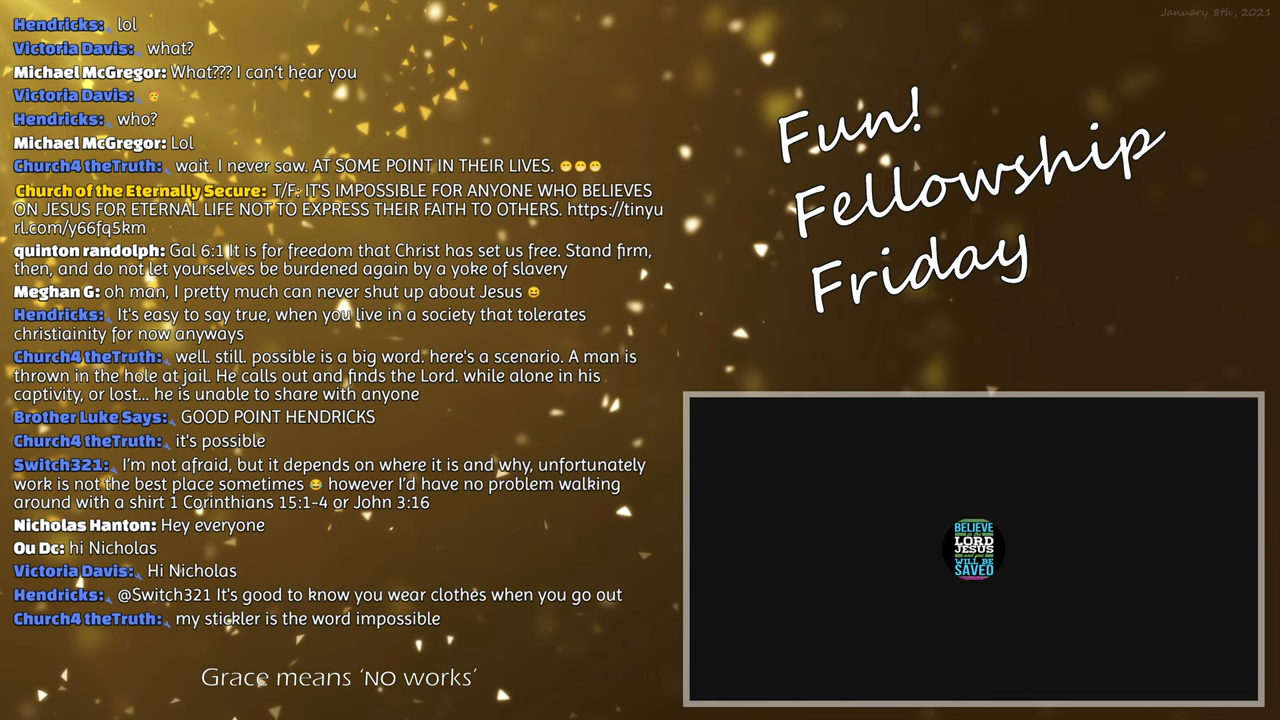 Hendricks: lol
Victoria Davis: what?
Michael McGregor: What??? I can't hear you
Victoria Davis: 🥳
Hendricks: who?
Michael McGregor: Lol
Church4 theTruth: wait. I never saw. AT SOME POINT IN THEIR LIVES. 😁😁😁
Church of the Eternally Secure: T/F: IT'S IMPOSSIBLE FOR ANYONE WHO BELIEVES
ON JESUS FOR ETERNAL LIFE NOT TO EXPRESS THEIR FAITH TO OTHERS. https://tinyu
rl.com/y66fq5km
quinton randolph: Gal 6:1 It is for freedom that Christ has set us free. Stand firm,
then, and do not let yourselves be burdened again by a yoke of slavery
Meghan G: oh man, I pretty much can never shut up about Jesus 😆
Hendricks: It's easy to say true, when you live in a society that tolerates
christiainity for now anyways
Church4 theTruth: well. still. possible is a big word. here's a scenario. A man is
thrown in the hole at jail. He calls out and finds the Lord. while alone in his
captivity, or lost... he is unable to share with anyone
Brother Luke Says: GOOD POINT HENDRICKS
Church4 theTruth: it's possible
Switch321: I'm not afraid, but it depends on where it is and why, unfortunately
work is not the best place sometimes 😂 however I'd have no problem walking
around with a shirt 1 Corinthians 15:1-4 or John 3:16
Nicholas Hanton: Hey everyone
Ou Dc: hi Nicholas
Victoria Davis: Hi Nicholas
Hendricks: @Switch321 It's good to know you wear clothes when you go out
Church4 theTruth: my stickler is the word impossible
Grace means 'NO works'
January 8th, 2021
Fun!
Fellowship
Friday
BELIEVE
in the
LORD
JESUS
and you
WILL BE
SAVED